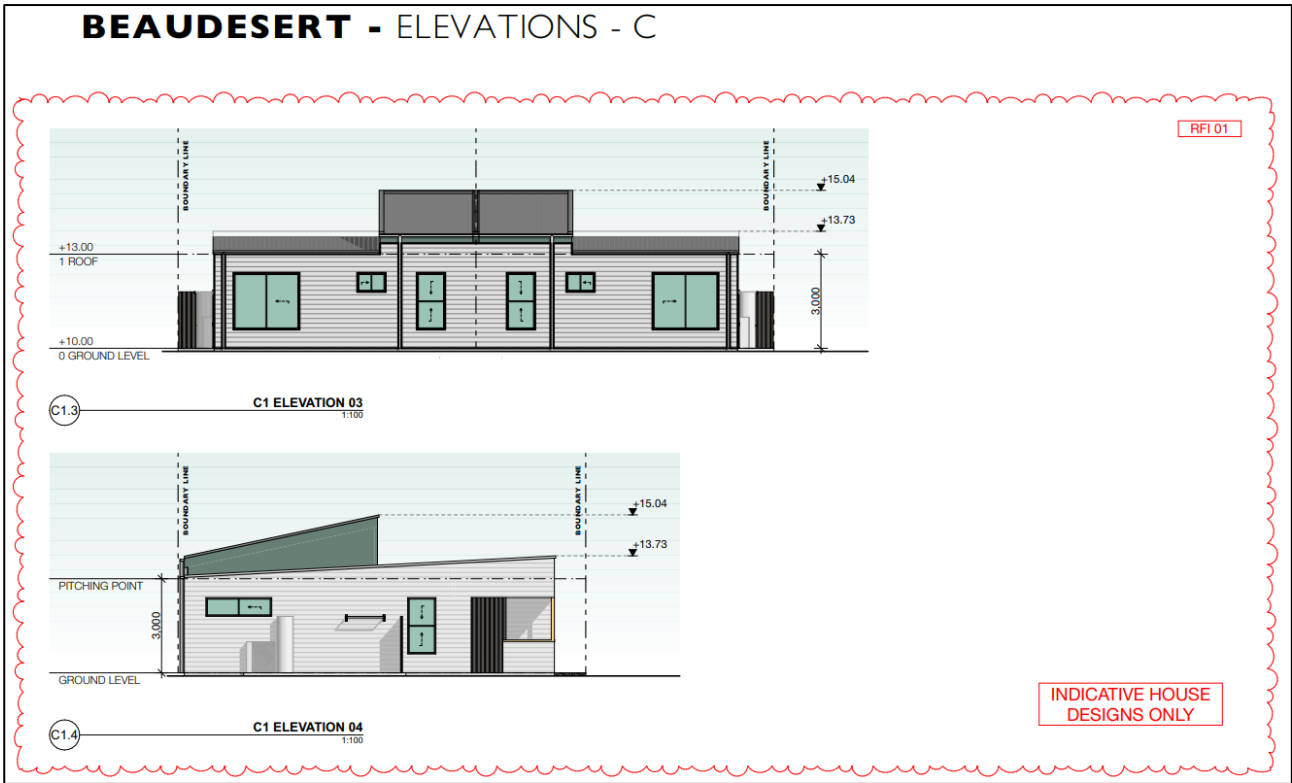 BEAUDESERT - ELEVATIONS - C
RFI 01
BOUNDARY LINE
BOUNDARY LINE
+15.04
+13.73
+13.00
1 ROOF
3,000
+10.00
0 GROUND LEVEL
C1.3
C1 ELEVATION 03
1:100
BOUNDARY LINE
BOUNDARY LINE
+15.04
+13.73
PITCHING POINT
3,000
GROUND LEVEL
C1.4
C1 ELEVATION 04
1:100
INDICATIVE HOUSE
DESIGNS ONLY